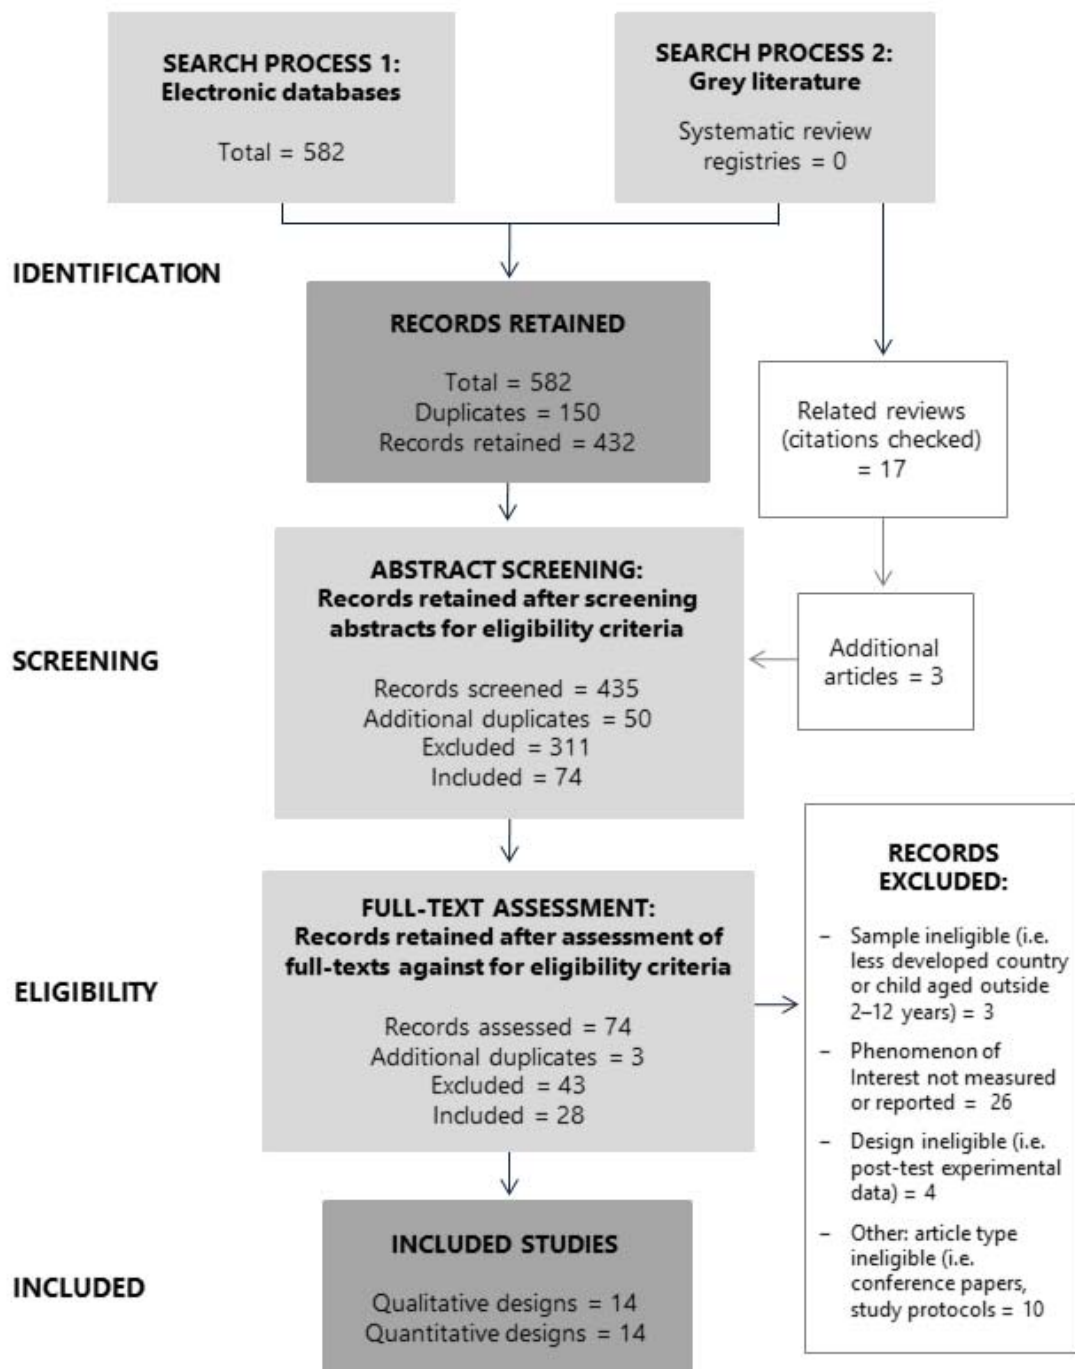 SEARCH PROCESS 1:
Electronic databases
Total = 582
SEARCH PROCESS 2:
Grey literature
Systematic review
registries = 0
IDENTIFICATION
RECORDS RETAINED
Total = 582
Duplicates = 150
Records retained = 432
Related reviews
(citations checked)
= 17
SCREENING
ABSTRACT SCREENING:
Records retained after screening
abstracts for eligibility criteria
Records screened = 435
Additional duplicates = 50
Excluded = 311
Included = 74
Additional
articles = 3
ELIGIBILITY
FULL-TEXT ASSESSMENT:
Records retained after assessment of
full-texts against for eligibility criteria
Records assessed = 74
Additional duplicates = 3
Excluded = 43
Included = 28
RECORDS
EXCLUDED:
– Sample ineligible (i.e.
less developed country
or child aged outside
2–12 years) = 3
– Phenomenon of
Interest not measured
or reported = 26
– Design ineligible (i.e.
post-test experimental
data) = 4
– Other: article type
ineligible (i.e.
conference papers,
study protocols = 10
INCLUDED
INCLUDED STUDIES
Qualitative designs = 14
Quantitative designs = 14